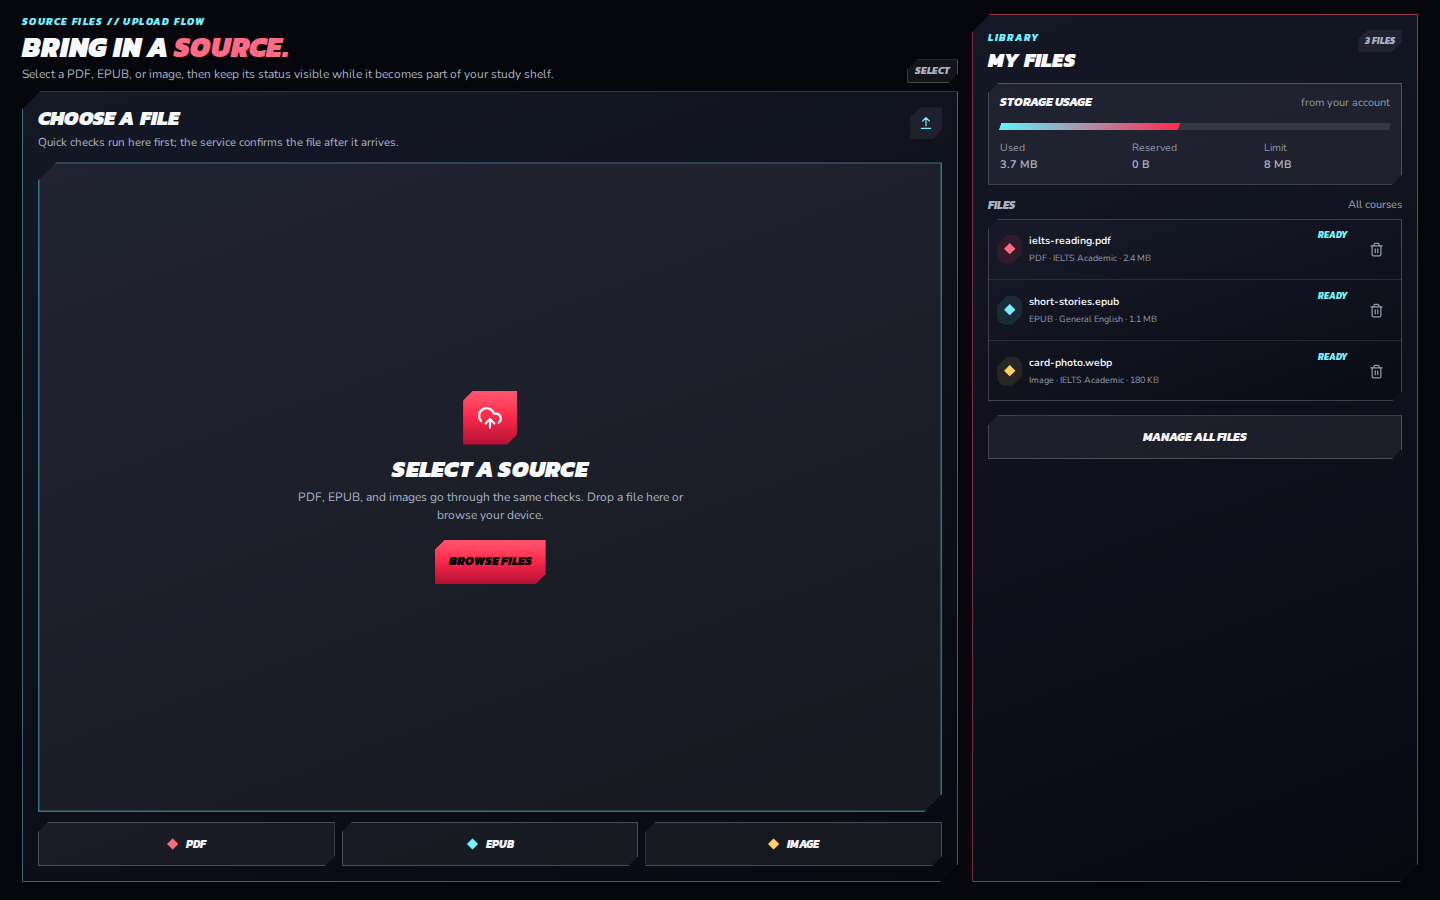 SOURCE FILES // UPLOAD FLOW
BRING IN A SOURCE.
Select a PDF, EPUB, or image, then keep its status visible while it becomes part of your study shelf.
SELECT
CHOOSE A FILE
Quick checks run here first; the service confirms the file after it arrives.
SELECT A SOURCE
PDF, EPUB, and images go through the same checks. Drop a file here or
browse your device.
BROWSE FILES
PDF
EPUB
IMAGE
LIBRARY
MY FILES
3 FILES
STORAGE USAGE
from your account
Used
Reserved
Limit
3.7 MB
0 B
8 MB
FILES
All courses
ielts-reading.pdf
READY
PDF · IELTS Academic · 2.4 MB
short-stories.epub
READY
EPUB · General English · 1.1 MB
card-photo.webp
READY
Image · IELTS Academic · 180 KB
MANAGE ALL FILES